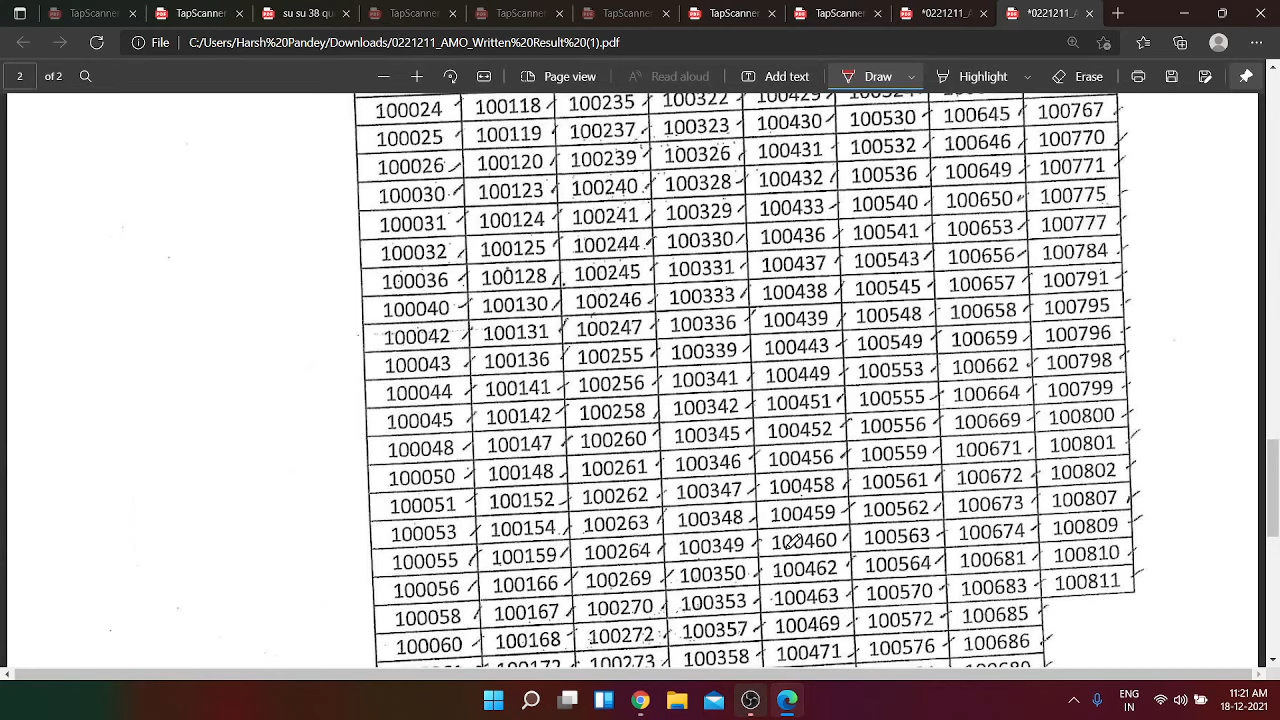 TapScanner
TapScanner
su su 38 qu
TapScanner
TapScanner
TapScanner
TapScanner
TapScanner
*0221211_A
*0221211_AM
File
C:/Users/Harsh%20Pandey/Downloads/0221211_AMO_Written%20Result%20(1).pdf
2 of 2
Page view
Read aloud
Add text
Draw
Highlight
Erase
100024 100118 100235 100322 100429
100025 100119 100237 100323 100430 100530 100645 100767
100026 100120 100239 100326 100431 100532 100646 100770
100030 100123 100240 100328 100432 100536 100649 100771
100031 100124 100241 100329 100433 100540 100650 100775
100032 100125 100244 100330 100436 100541 100653 100777
100036 100128 100245 100331 100437 100543 100656 100784
100040 100130 100246 100333 100438 100545 100657 100791
100042 100131 100247 100336 100439 100548 100658 100795
100043 100136 100255 100339 100443 100549 100659 100796
100044 100141 100256 100341 100449 100553 100662 100798
100045 100142 100258 100342 100451 100555 100664 100799
100048 100147 100260 100345 100452 100556 100669 100800
100050 100148 100261 100346 100456 100559 100671 100801
100051 100152 100262 100347 100458 100561 100672 100802
100053 100154 100263 100348 100459 100562 100673 100807
100055 100159 100264 100349 100460 100563 100674 100809
100056 100166 100269 100350 100462 100564 100681 100810
100058 100167 100270 100353 100463 100570 100683 100811
100060 100168 100272 100357 100469 100572 100685
100273 100358 100471 100576 100686
ENG
IN
11:21 AM
18-12-2021